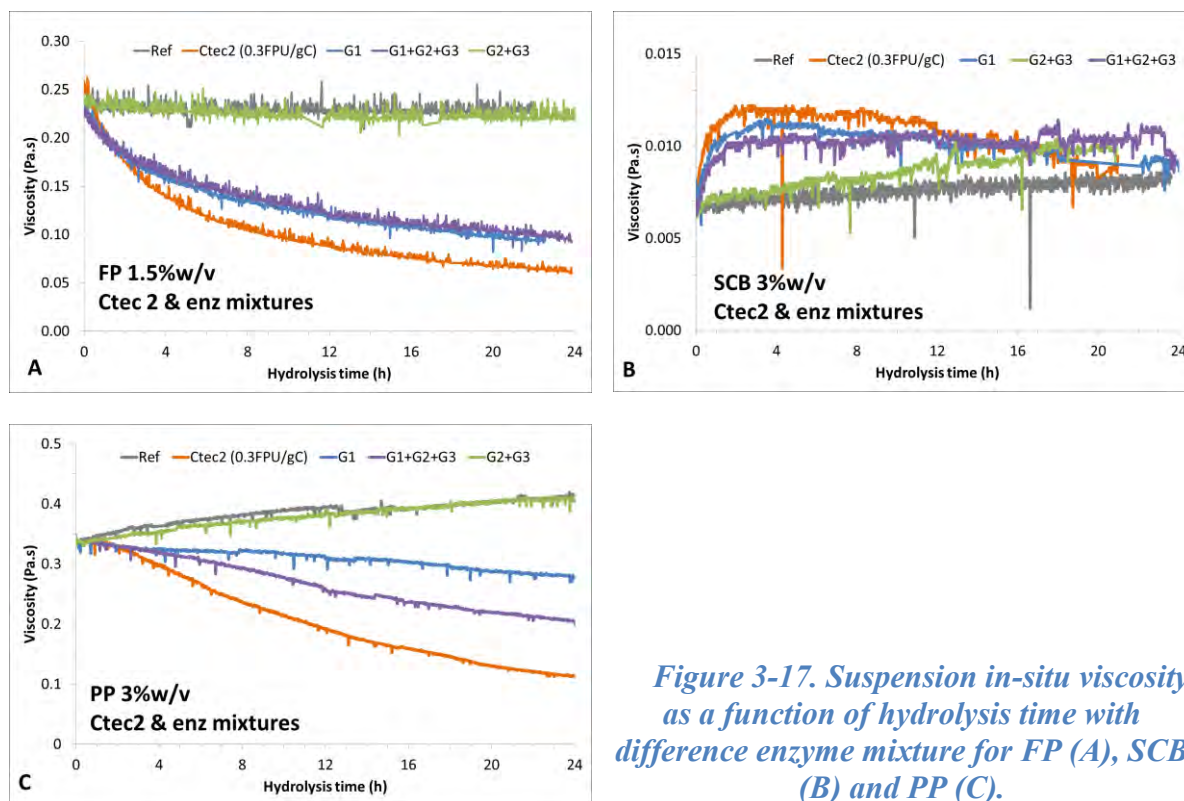 0.30
Ref Ctec2 (0.3FPU/gC) G1 G1+G2+G3 G2+G3
0.25
0.20
0.15
0.10
0.05
0.00
Viscosity (Pa.s)
FP 1.5%w/v
Ctec 2 & enz mixtures
0 4 8 12 16 20 24
Hydrolysis time (h)
A
0.015
Ref Ctec2 (0.3FPU/gC) G1 G2+G3 G1+G2+G3
0.010
0.005
0.000
Viscosity (Pa.s)
SCB 3%w/v
Ctec2 & enz mixtures
0 4 8 12 16 20 24
Hydrolysis time (h)
B
0.5
Ref Ctec2 (0.3FPU/gC) G1 G1+G2+G3 G2+G3
0.4
0.3
0.2
0.1
0
Viscosity (Pa.s)
PP 3%w/v
Ctec2 & enz mixtures
0 4 8 12 16 20 24
Hydrolysis time (h)
C
Figure 3-17. Suspension in-situ viscosity
as a function of hydrolysis time with
difference enzyme mixture for FP (A), SCB
(B) and PP (C).